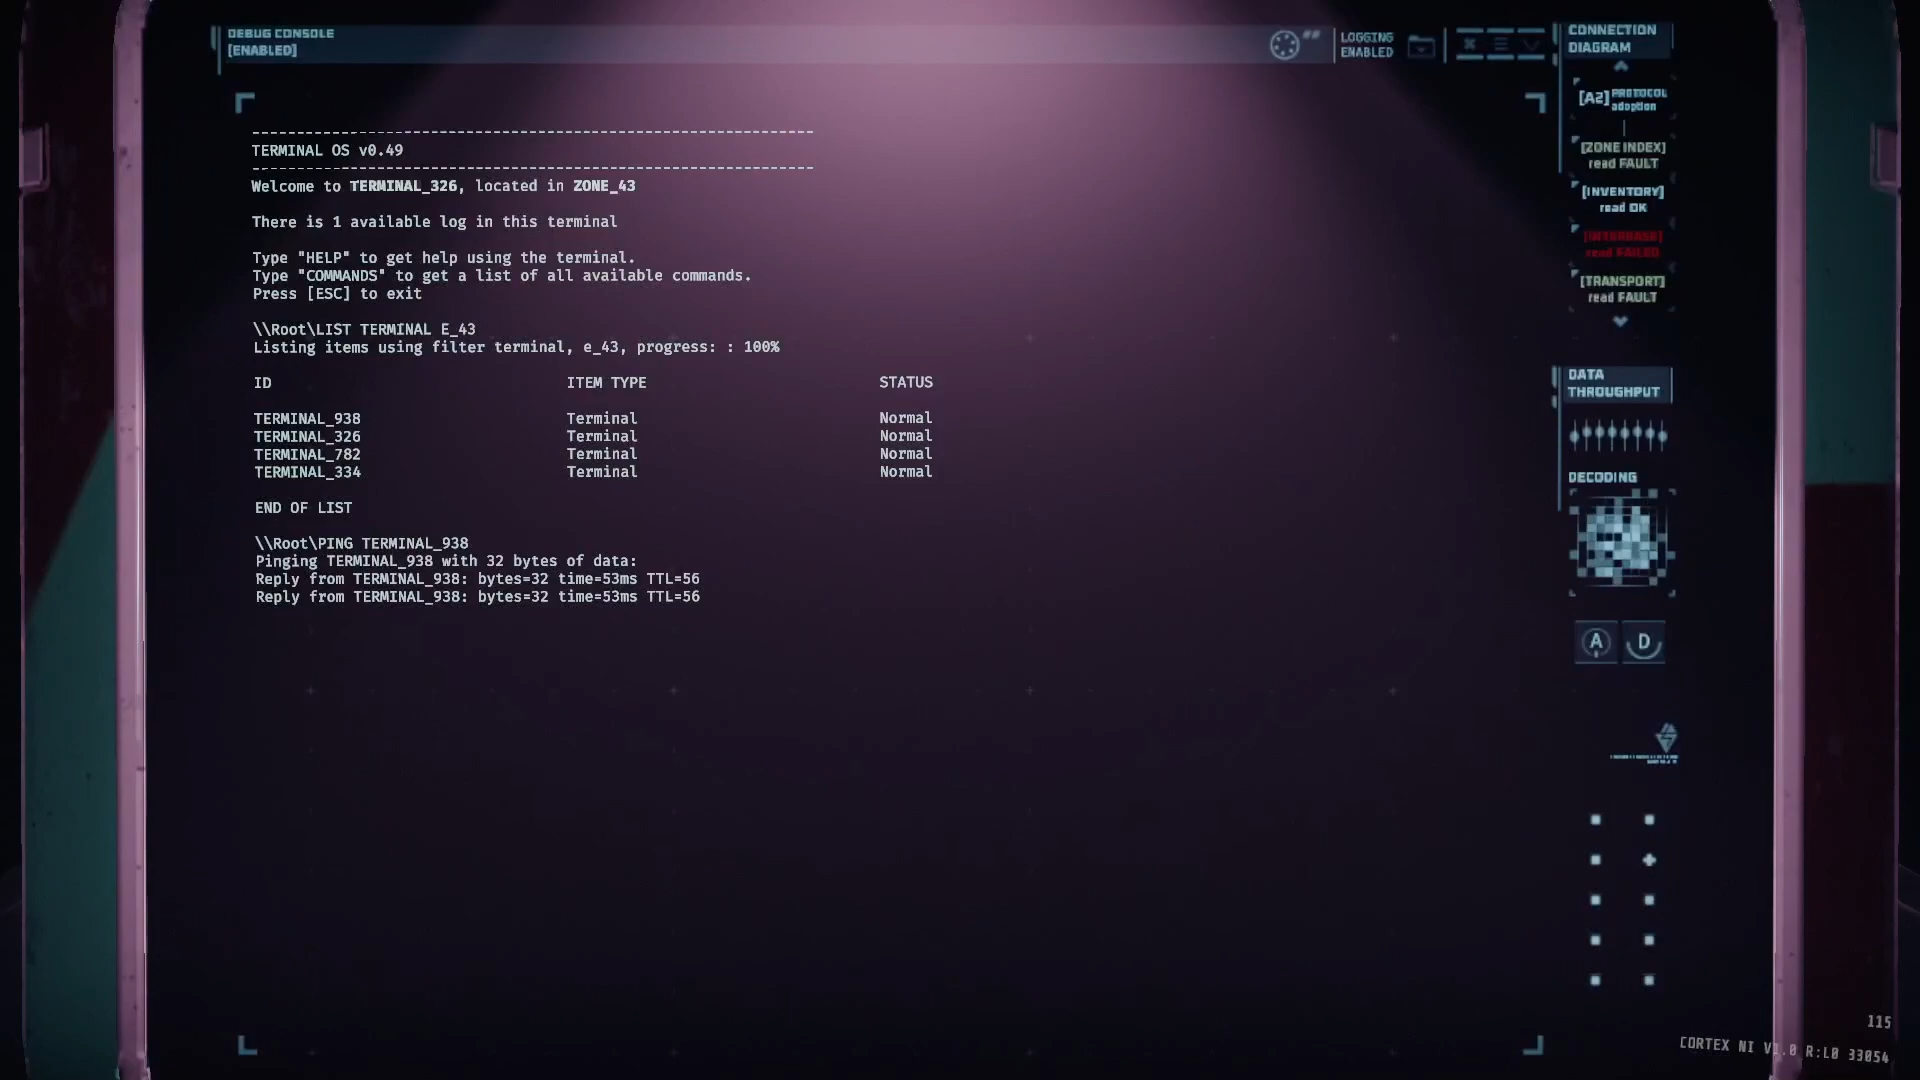 DEBUG CONSOLE
[ENABLED]
LOGGING
ENABLED
------------------------------------------------------------------
TERMINAL OS v0.49
------------------------------------------------------------------
Welcome to TERMINAL_326, located in ZONE_43
There is 1 available log in this terminal
Type "HELP" to get help using the terminal.
Type "COMMANDS" to get a list of all available commands.
Press [ESC] to exit
\\Root\LIST TERMINAL E_43
Listing items using filter terminal, e_43, progress: : 100%
ID ITEM TYPE STATUS
TERMINAL_938 Terminal Normal
TERMINAL_326 Terminal Normal
TERMINAL_782 Terminal Normal
TERMINAL_334 Terminal Normal
END OF LIST
\\Root\PING TERMINAL_938
Pinging TERMINAL_938 with 32 bytes of data:
Reply from TERMINAL_938: bytes=32 time=53ms TTL=56
Reply from TERMINAL_938: bytes=32 time=53ms TTL=56
CONNECTION
DIAGRAM
[A2] PROTOCOL
adoption
[ZONE INDEX]
read FAULT
[INVENTORY]
read OK
[INTERBASE]
read FAILED
[TRANSPORT]
read FAULT
DATA
THROUGHPUT
DECODING
A D
115
CORTEX NI V1.0 R:L0 33054